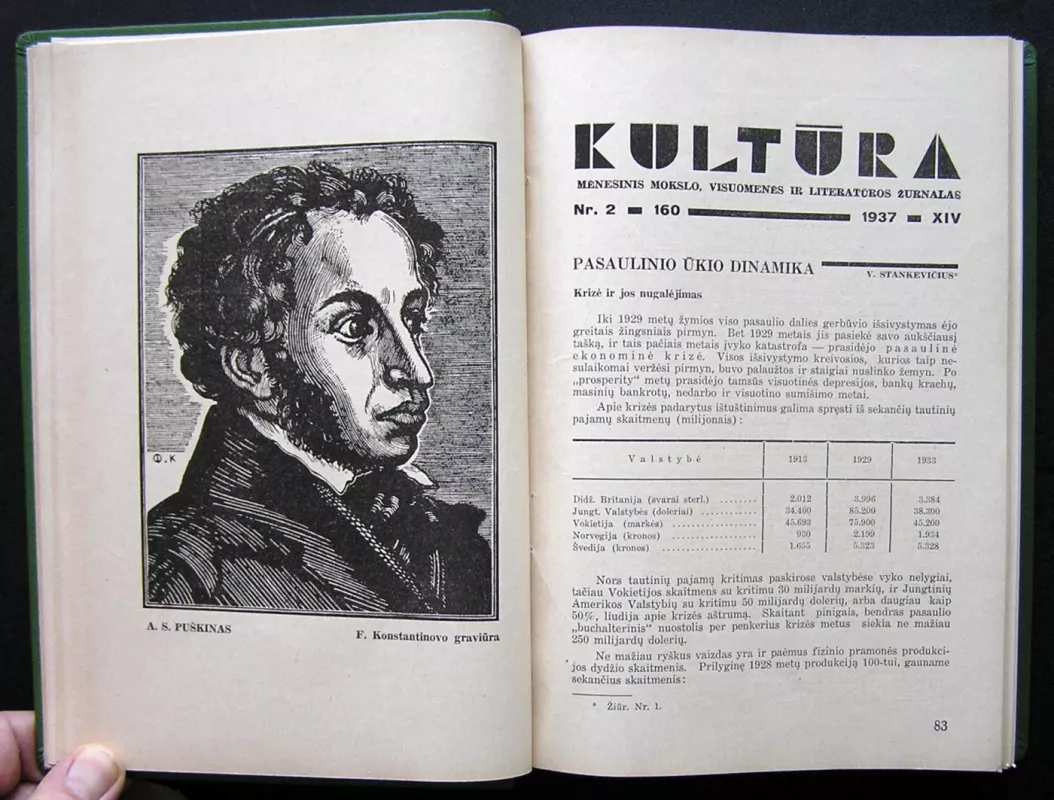 Ф.К
A. S. PUŠKINAS
F. Konstantinovo graviūra
KULTŪRA
MĖNESINIS MOKSLO, VISUOMENĖS IR LITERATŪROS ŽURNALAS
Nr. 2 160 1937 XIV
PASAULINIO ŪKIO DINAMIKA
V. STANKEVIČIUS*
Krizė ir jos nugalėjimas
Iki 1929 metų žymios viso pasaulio dalies gerbūvio išsivystymas ėjo
greitais žingsniais pirmyn. Bet 1929 metais jis pasiekė savo aukščiausį
tašką, ir tais pačiais metais įvyko katastrofa — prasidėjo pasaulinė
ekonominė krizė. Visos išsivystymo kreivosios, kurios taip ne-
sulaikomai veržėsi pirmyn, buvo palaužtos ir staigiai nuslinko žemyn. Po
„prosperity" metų prasidėjo tamsūs visuotinės depresijos, bankų krachų,
masinių bankrotų, nedarbo ir visuotino sumišimo metai.
Apie krizės padarytus ištuštinimus galima spręsti iš sekančių tautinių
pajamų skaitmenų (milijonais):
Valstybė 1913 1929 1933
Didž. Britanija (svarai sterl.) ........ 2.012 3.996 3.384
Jungt. Valstybės (doleriai) ............ 34.400 85.200 38.300
Vokietija (markės) .................. 45.693 75.900 45.200
Norvegija (kronos) .................. 930 2.199 1.934
Švedija (kronos) .................... 1.655 5.323 5.328
Nors tautinių pajamų kritimas paskirose valstybėse vyko nelygiai,
tačiau Vokietijos skaitmens su kritimu 30 milijardų markių, ir Jungtinių
Amerikos Valstybių su kritimu 50 milijardų dolerių, arba daugiau kaip
50%, liudija apie krizės aštrumą. Skaitant pinigais, bendras pasaulio
„buchalterinis" nuostolis per penkerius krizės metus siekia ne mažiau
250 milijardų dolerių.
Ne mažiau ryškus vaizdas yra ir paėmus fizinio pramonės produkci-
jos dydžio skaitmenis. Prilyginę 1928 metų produkciją 100-tui, gauname
sekančius skaitmenis:
* Žiūr. Nr. 1.
83